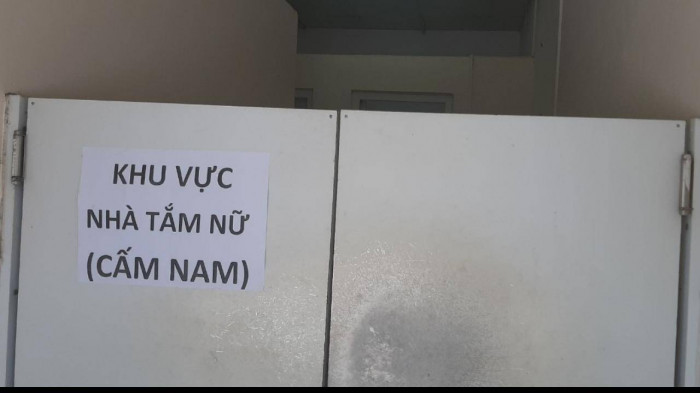 KHU VỰC
NHÀ TẮM NỮ
(CẤM NAM)